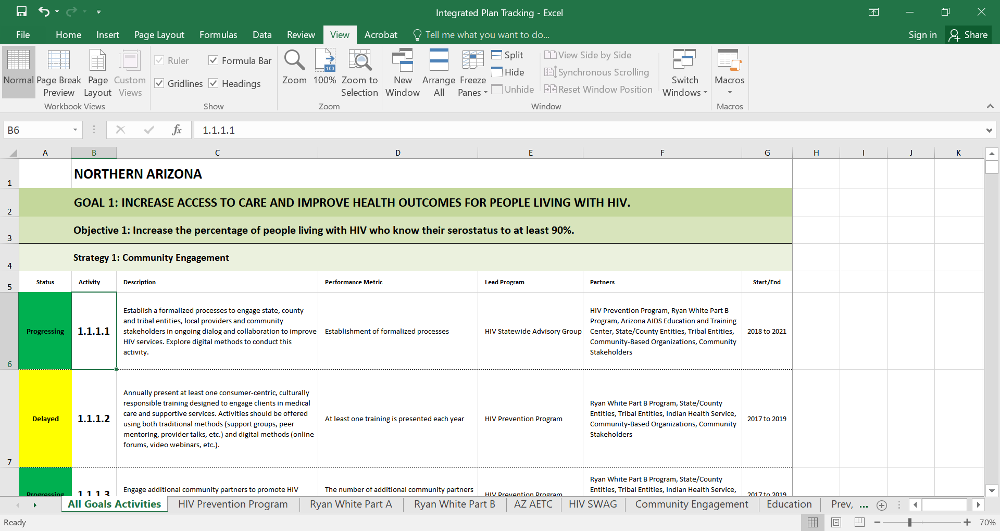 Integrated Plan Tracking - Excel
File Home Insert Page Layout Formulas Data Review View Acrobat Tell me what you want to do... Sign in Share
Normal
Page Break
Preview
Page
Layout
Custom
Views
Workbook Views
Ruler
Formula Bar
Gridlines
Headings
Show
Zoom
100
100%
Zoom to
Selection
Zoom
New
Window
Arrange
All
Freeze
Panes
Split
Hide
Unhide
View Side by Side
Synchronous Scrolling
Reset Window Position
Switch
Windows
Window
Macros
Macros
B6 fx 1.1.1.1
A B C D E F G H I J K
1 NORTHERN ARIZONA
2 GOAL 1: INCREASE ACCESS TO CARE AND IMPROVE HEALTH OUTCOMES FOR PEOPLE LIVING WITH HIV.
3 Objective 1: Increase the percentage of people living with HIV who know their serostatus to at least 90%.
4 Strategy 1: Community Engagement
5 Status Activity Description Performance Metric Lead Program Partners Start/End
6
Progressing
1.1.1.1
Establish a formalized processes to engage state, county
and tribal entities, local providers and community
stakeholders in ongoing dialog and collaboration to improve
HIV services. Explore digital methods to conduct this
activity.
Establishment of formalized processes
HIV Statewide Advisory Group
HIV Prevention Program, Ryan White Part B
Program, Arizona AIDS Education and Training
Center, State/County Entities, Tribal Entities,
Community-Based Organizations, Community
Stakeholders
2018 to 2021
7
Delayed
1.1.1.2
Annually present at least one consumer-centric, culturally
responsible training designed to engage clients in medical
care and supportive services. Activities should be offered
using both traditional methods (support groups, peer
mentoring, provider talks, etc.) and digital methods (online
forums, video webinars, etc.).
At least one training is presented each year
HIV Prevention Program
Ryan White Part B Program, State/County
Entities, Tribal Entities, Indian Health Service,
Community-Based Organizations, Community
Stakeholders
2017 to 2019
Progressing
1.1.1.3
Engage additional community partners to promote HIV
The number of additional community partners
HIV Prevention Program
Ryan White Part B Program, State/County
Entities, Tribal Entities, Indian Health Service,
2017 to 2019
All Goals Activities HIV Prevention Program Ryan White Part A Ryan White Part B AZ AETC HIV SWAG Community Engagement Education Prev, ...
Ready 70%